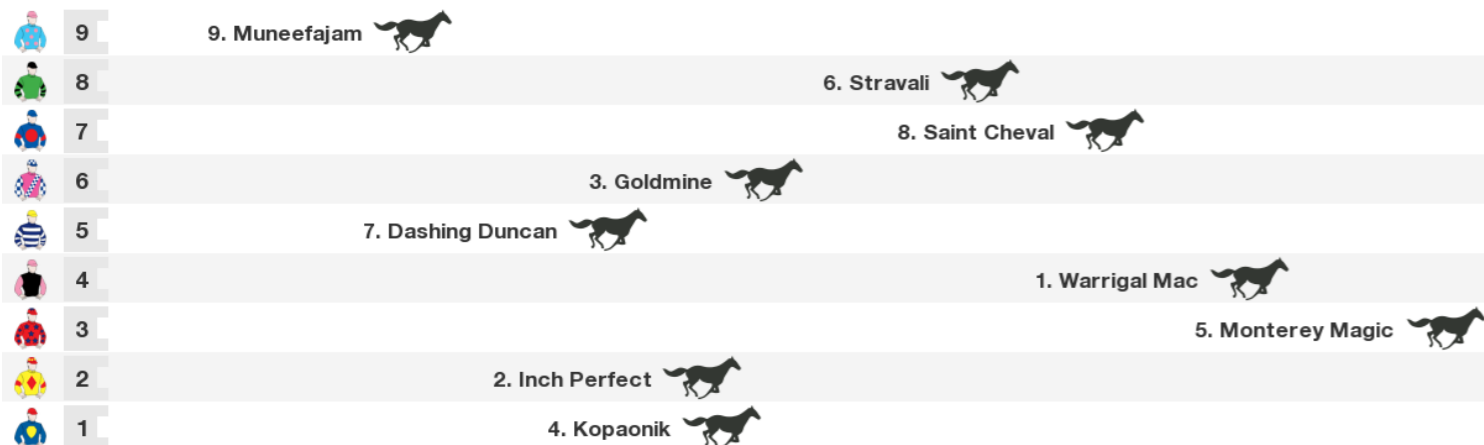 9 9. Muneefajam
8 6. Stravali
7 8. Saint Cheval
6 3. Goldmine
5 7. Dashing Duncan
4 1. Warrigal Mac
3 5. Monterey Magic
2 2. Inch Perfect
1 4. Kopaonik